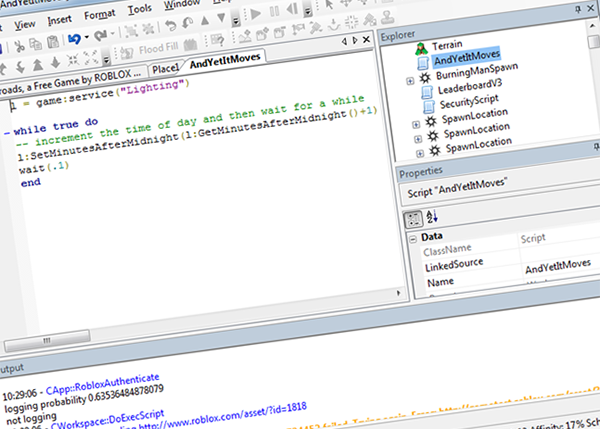 AndYetItMoves
View Insert Format Tools Window
Flood Fill
roads, a Free Game by ROBLOX ... Place1 AndYetItMoves
l = game:service("Lighting")
while true do
-- increment the time of day and then wait for a while
l:SetMinutesAfterMidnight(l:GetMinutesAfterMidnight()+1)
wait(.1)
end
Explorer
Terrain
AndYetItMoves
BurningManSpawn
LeaderboardV3
SecurityScript
SpawnLocation
SpawnLocation
SpawnLocation
Properties
Script "AndYetItMoves"
Data
ClassName Script
LinkedSource
Name AndYetItMoves
Output
10:29:06 - CApp::RobloxAuthenticate
logging probability 0.63536484878079
not logging
10:29:06 - CWorkspace::DoExecScript
http://www.roblox.com/asset/?id=1818
Affinity: 17%